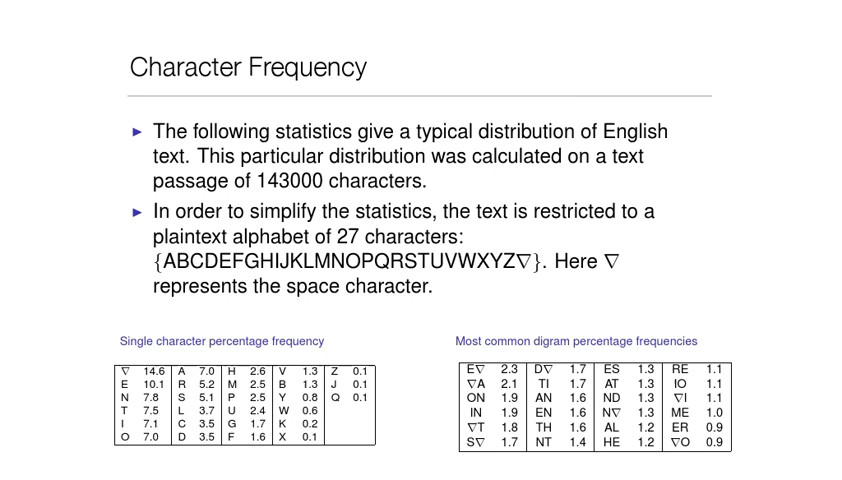 Character Frequency
▶ The following statistics give a typical distribution of English
text. This particular distribution was calculated on a text
passage of 143000 characters.
▶ In order to simplify the statistics, the text is restricted to a
plaintext alphabet of 27 characters:
{ABCDEFGHIJKLMNOPQRSTUVWXYZ∇}. Here ∇
represents the space character.
Single character percentage frequency
∇ 14.6 A 7.0 H 2.6 V 1.3 Z 0.1
E 10.1 R 5.2 M 2.5 B 1.3 J 0.1
N 7.8 S 5.1 P 2.5 Y 0.8 Q 0.1
T 7.5 L 3.7 U 2.4 W 0.6
I 7.1 C 3.5 G 1.7 K 0.2
O 7.0 D 3.5 F 1.6 X 0.1
Most common digram percentage frequencies
E∇ 2.3 D∇ 1.7 ES 1.3 RE 1.1
∇A 2.1 TI 1.7 AT 1.3 IO 1.1
ON 1.9 AN 1.6 ND 1.3 ∇I 1.1
IN 1.9 EN 1.6 N∇ 1.3 ME 1.0
∇T 1.8 TH 1.6 AL 1.2 ER 0.9
S∇ 1.7 NT 1.4 HE 1.2 ∇O 0.9